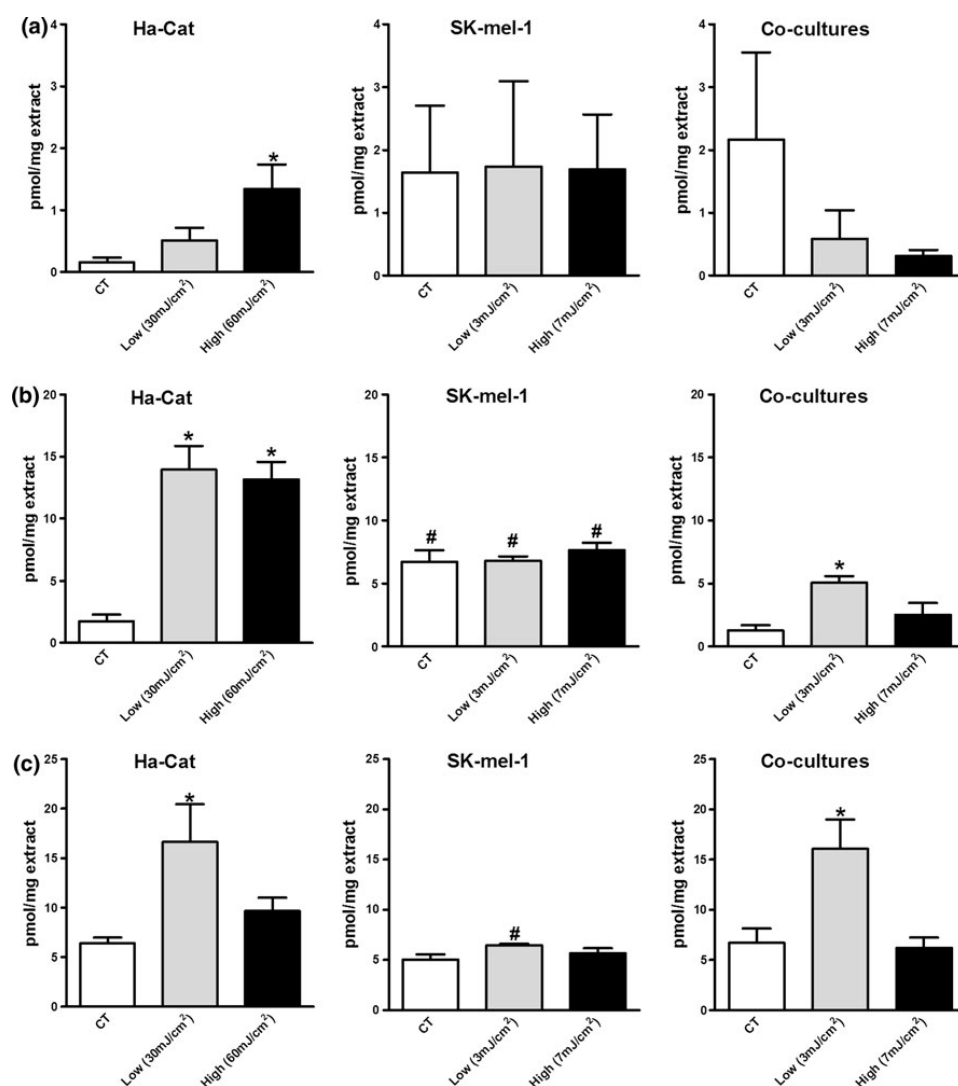 (a)
Ha-Cat
pmol/mg extract
4
3
2
1
0
*
CT
Low (30mJ/cm²)
High (60mJ/cm²)
SK-mel-1
pmol/mg extract
4
3
2
1
0
CT
Low (3mJ/cm²)
High (7mJ/cm²)
Co-cultures
pmol/mg extract
4
3
2
1
0
CT
Low (3mJ/cm²)
High (7mJ/cm²)
(b)
Ha-Cat
pmol/mg extract
20
15
10
5
0
*
*
CT
Low (30mJ/cm²)
High (60mJ/cm²)
SK-mel-1
pmol/mg extract
20
15
10
5
0
#
#
#
CT
Low (3mJ/cm²)
High (7mJ/cm²)
Co-cultures
pmol/mg extract
20
15
10
5
0
*
CT
Low (3mJ/cm²)
High (7mJ/cm²)
(c)
Ha-Cat
pmol/mg extract
25
20
15
10
5
0
*
CT
Low (30mJ/cm²)
High (60mJ/cm²)
SK-mel-1
pmol/mg extract
25
20
15
10
5
0
#
CT
Low (3mJ/cm²)
High (7mJ/cm²)
Co-cultures
pmol/mg extract
25
20
15
10
5
0
*
CT
Low (3mJ/cm²)
High (7mJ/cm²)